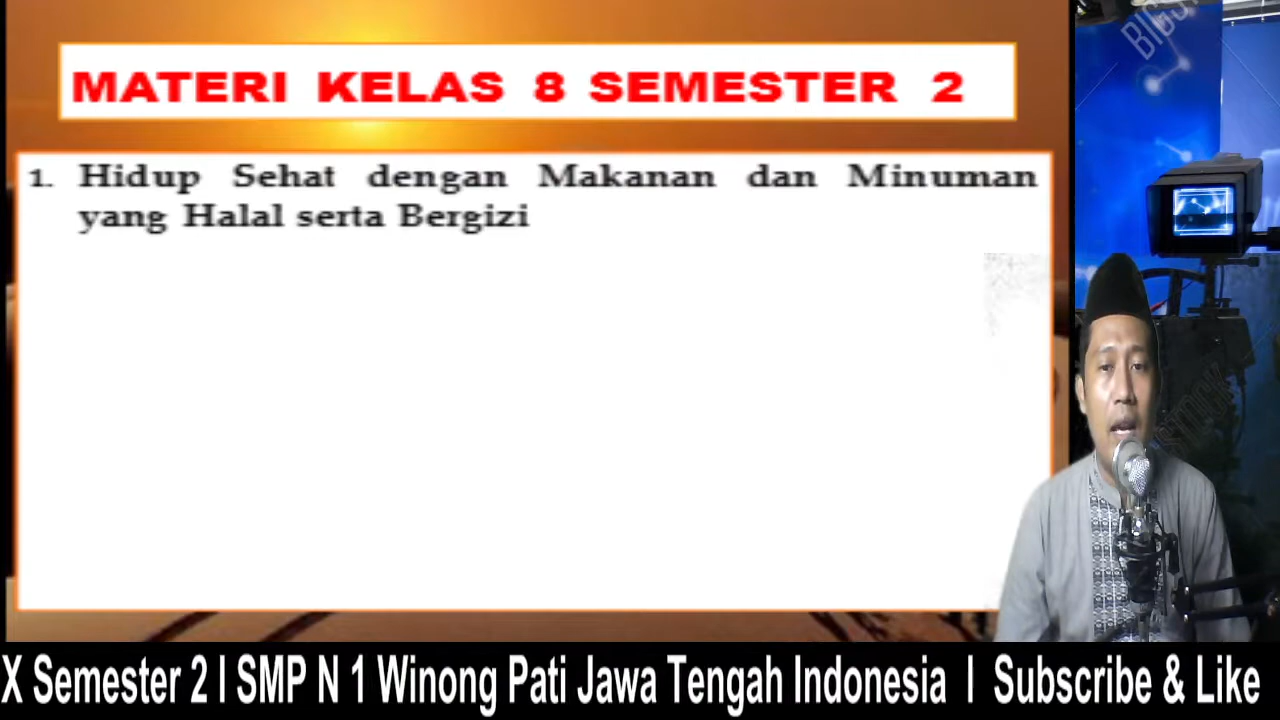 MATERI KELAS 8 SEMESTER 2
1. Hidup Sehat dengan Makanan dan Minuman
yang Halal serta Bergizi
X Semester 2 I SMP N 1 Winong Pati Jawa Tengah Indonesia I Subscribe & Like